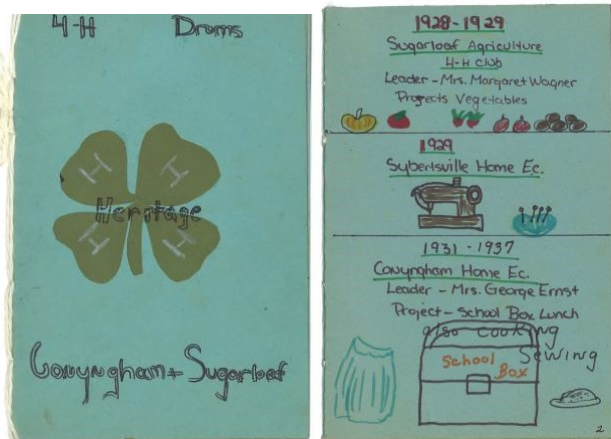 4-H Drums
H H
Heritage
H H
Conyngham + Sugarloaf
1928-1929
Sugarloaf Agriculture
4-H Club
Leader - Mrs. Margaret Wagner
Projects Vegetables
1929
Sybertsville Home Ec.
1931 - 1937
Conyngham Home Ec.
Leader - Mrs. George Ernst
Project - School Box Lunch
also cooking
Sewing
School
Box
2